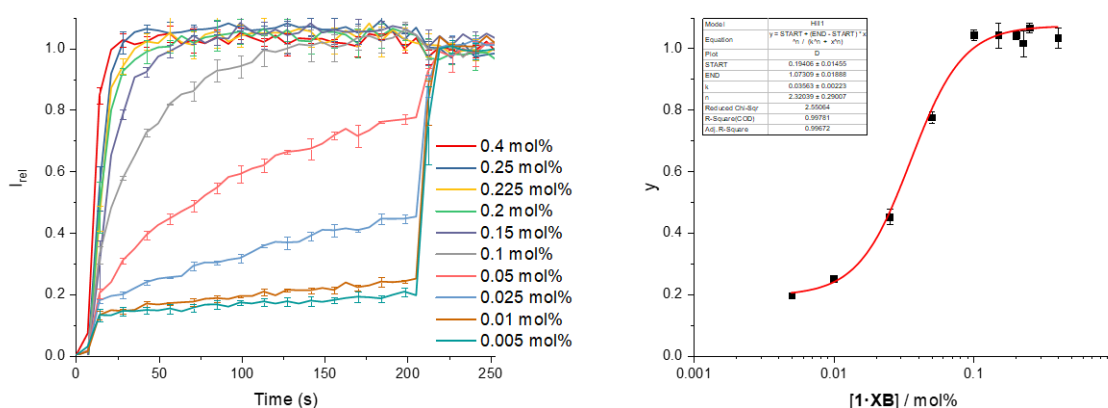 1.0
0.8
0.6
0.4
0.2
0.0
I_rel
0
50
100
150
200
250
Time (s)
0.4 mol%
0.25 mol%
0.225 mol%
0.2 mol%
0.15 mol%
0.1 mol%
0.05 mol%
0.025 mol%
0.01 mol%
0.005 mol%
1.0
0.8
0.6
0.4
0.2
0.0
y
0.001
0.01
0.1
[1·XB] / mol%
Model Hill1
Equation y = START + (END - START) * x
^n / (k^n + x^n)
Plot D
START 0.19406 ± 0.01455
END 1.07309 ± 0.01888
k 0.03563 ± 0.00223
n 2.32039 ± 0.29007
Reduced Chi-Sqr 2.55064
R-Square(COD) 0.99781
Adj. R-Square 0.99672